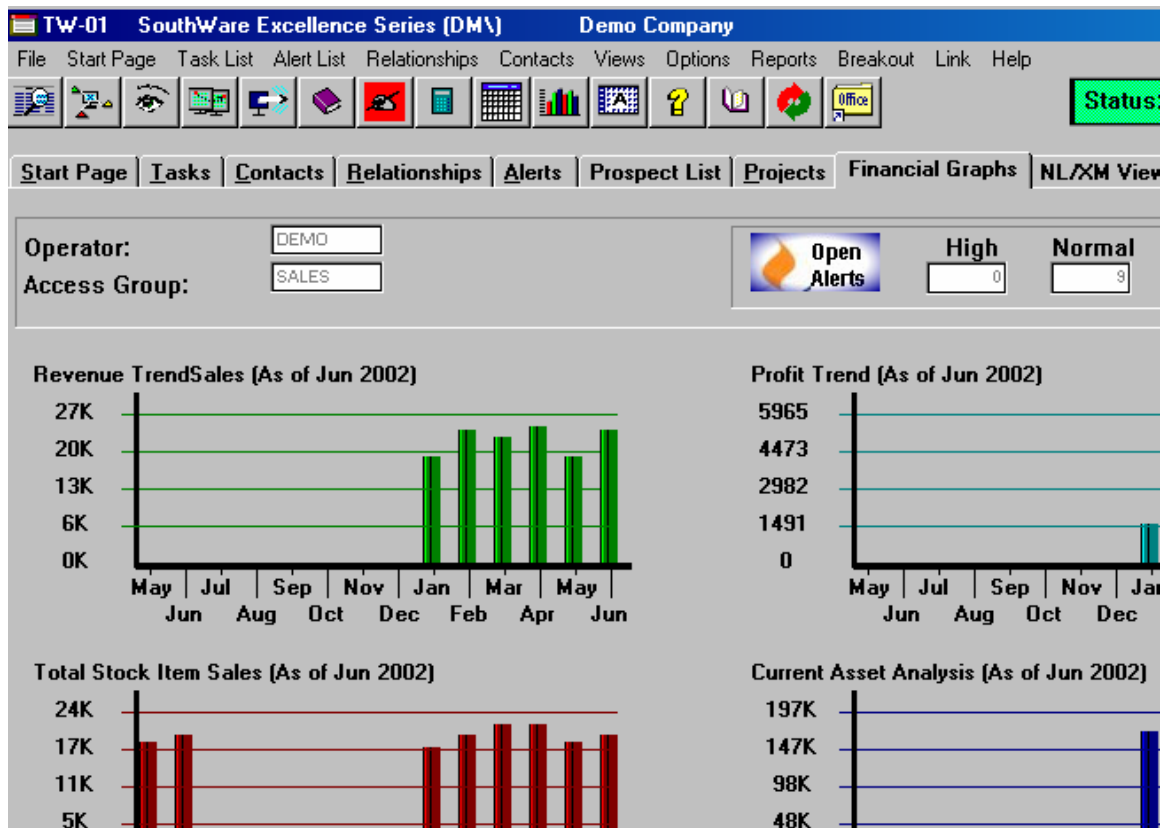 TW-01 SouthWare Excellence Series (DM\) Demo Company
File Start Page Task List Alert List Relationships Contacts Views Options Reports Breakout Link Help
A ? Office Status:
Start Page Tasks Contacts Relationships Alerts Prospect List Projects Financial Graphs NL/XM View
Operator: DEMO
Access Group: SALES
Open Alerts
High Normal
0 9
Revenue TrendSales (As of Jun 2002)
27K
20K
13K
6K
0K
May Jul Sep Nov Jan Mar May
Jun Aug Oct Dec Feb Apr Jun
Profit Trend (As of Jun 2002)
5965
4473
2982
1491
0
May Jul Sep Nov Jan
Jun Aug Oct Dec
Total Stock Item Sales (As of Jun 2002)
24K
17K
11K
5K
Current Asset Analysis (As of Jun 2002)
197K
147K
98K
48K